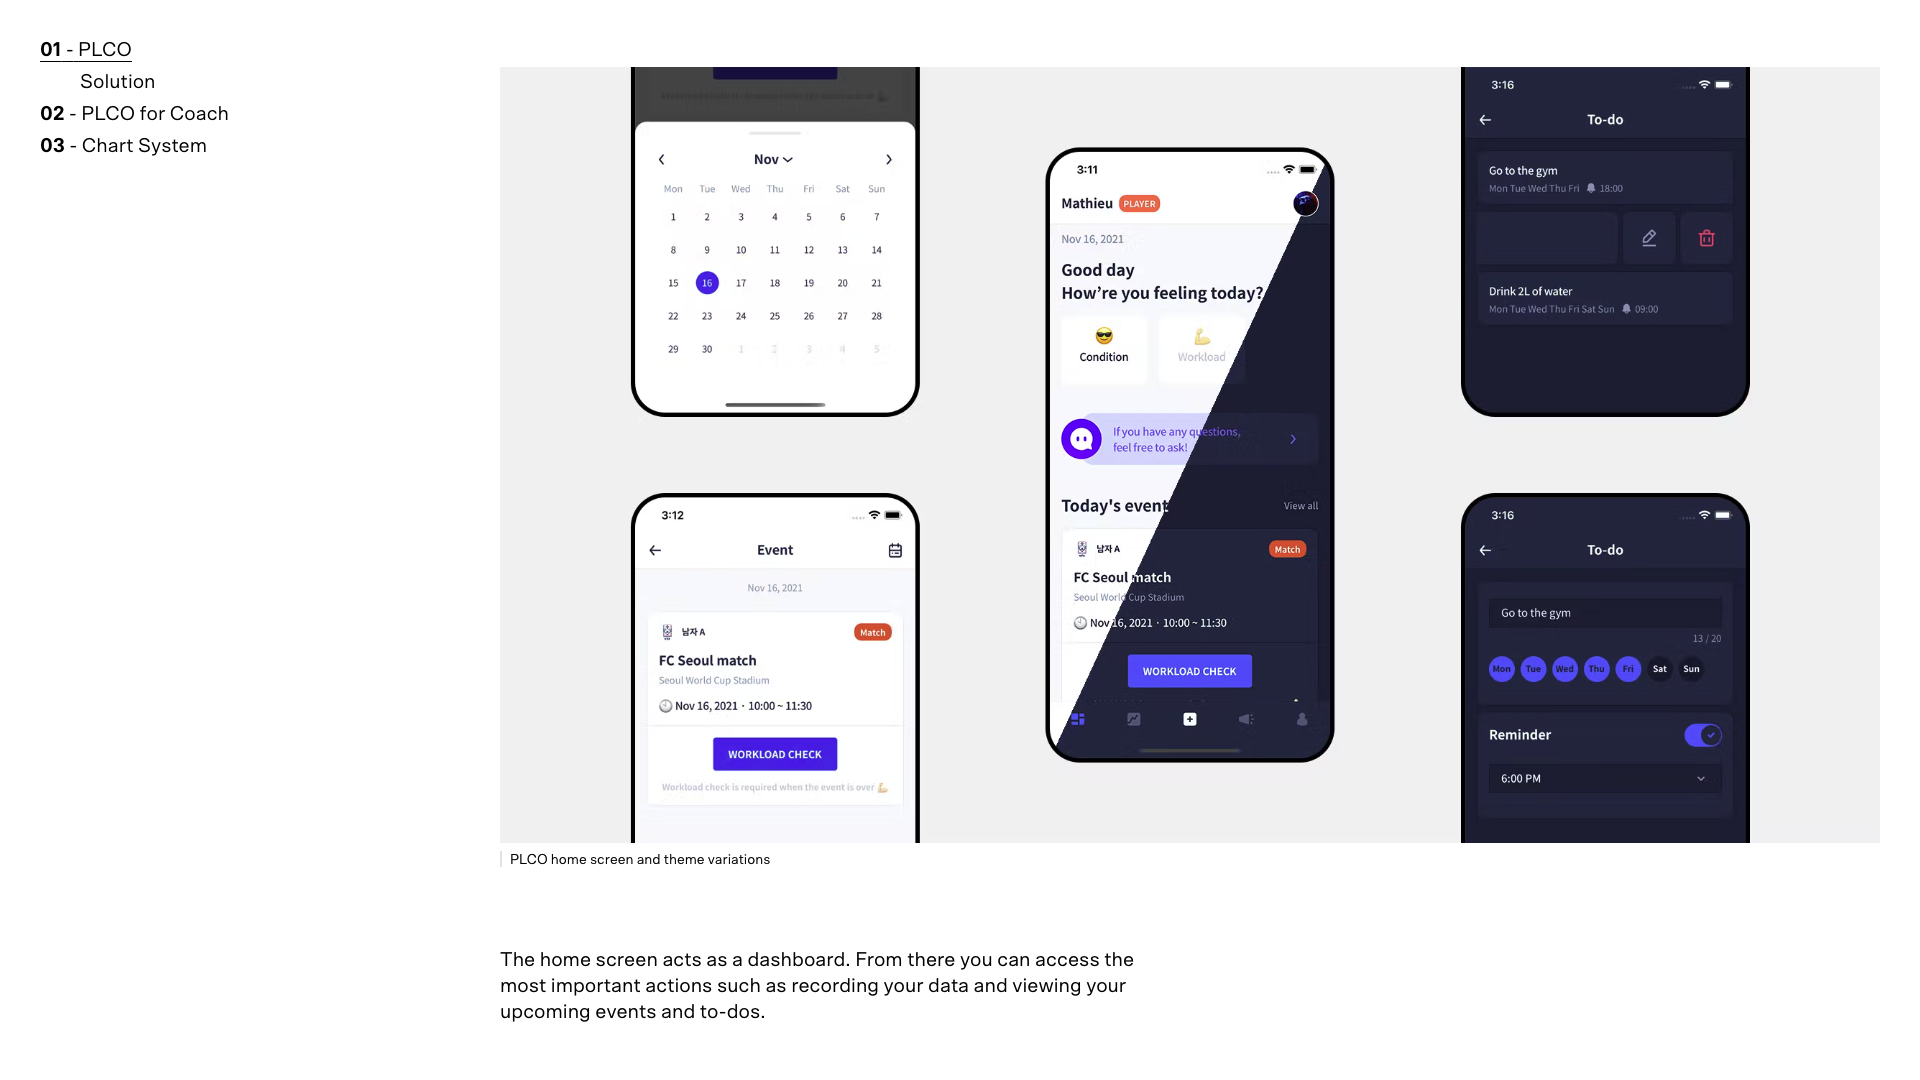 01 - PLCO
Solution
02 - PLCO for Coach
03 - Chart System
Nov
Mon Tue Wed Thu Fri Sat Sun
1 2 3 4 5 6 7
8 9 10 11 12 13 14
15 16 17 18 19 20 21
22 23 24 25 26 27 28
29 30 1 2 3 4 5
3:12
Event
Nov 16, 2021
남자 A
Match
FC Seoul match
Seoul World Cup Stadium
Nov 16, 2021 · 10:00 ~ 11:30
WORKLOAD CHECK
Workload check is required when the event is over
3:11
Mathieu PLAYER
Nov 16, 2021
Good day
How’re you feeling today?
Condition
Workload
If you have any questions,
feel free to ask!
Today's event
View all
남자 A
Match
FC Seoul match
Seoul World Cup Stadium
Nov 16, 2021 · 10:00 ~ 11:30
WORKLOAD CHECK
3:16
To-do
Go to the gym
Mon Tue Wed Thu Fri 18:00
Drink 2L of water
Mon Tue Wed Thu Fri Sat Sun 09:00
3:16
To-do
Go to the gym
13 / 20
Mon Tue Wed Thu Fri Sat Sun
Reminder
6:00 PM
PLCO home screen and theme variations
The home screen acts as a dashboard. From there you can access the
most important actions such as recording your data and viewing your
upcoming events and to-dos.